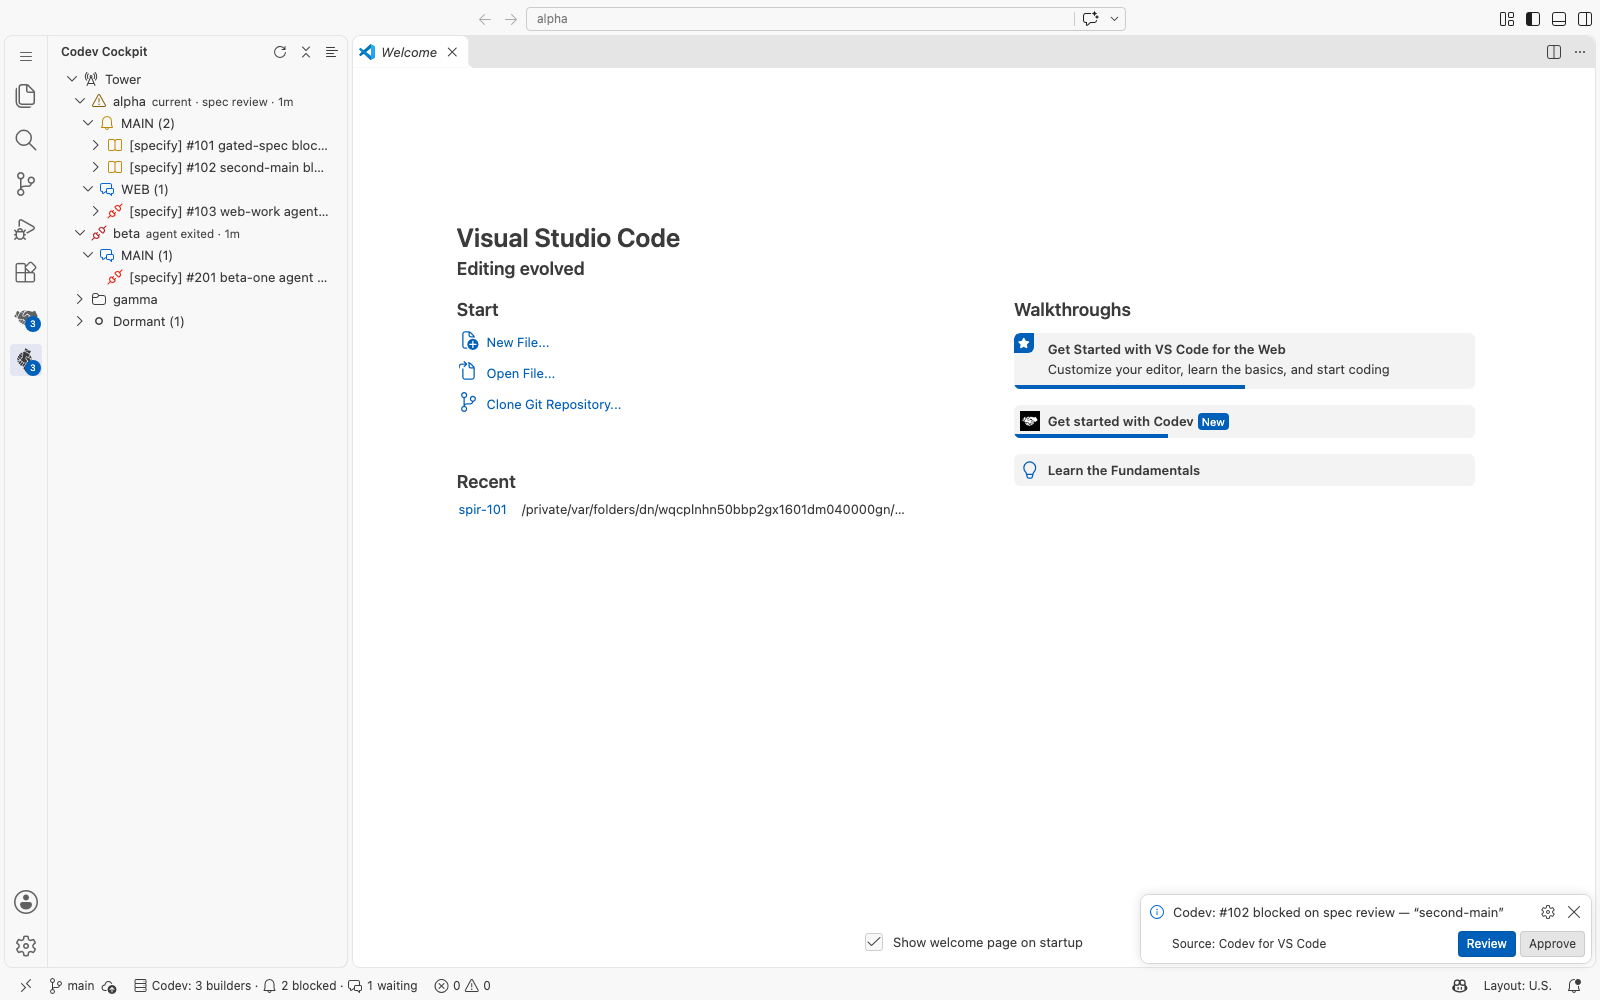 alpha
Codev Cockpit
Welcome
Tower
alpha current · spec review · 1m
MAIN (2)
[specify] #101 gated-spec bloc...
[specify] #102 second-main bl...
WEB (1)
[specify] #103 web-work agent...
beta agent exited · 1m
MAIN (1)
[specify] #201 beta-one agent ...
gamma
Dormant (1)
3
3
Visual Studio Code
Editing evolved
Start
New File...
Open File...
Clone Git Repository...
Recent
spir-101 /private/var/folders/dn/wqcplnhn50bbp2gx1601dm040000gn/...
Walkthroughs
Get Started with VS Code for the Web
Customize your editor, learn the basics, and start coding
Get started with Codev New
Learn the Fundamentals
Show welcome page on startup
Codev: #102 blocked on spec review — “second-main”
Source: Codev for VS Code
Review
Approve
main
Codev: 3 builders · 2 blocked · 1 waiting
0 0
Layout: U.S.